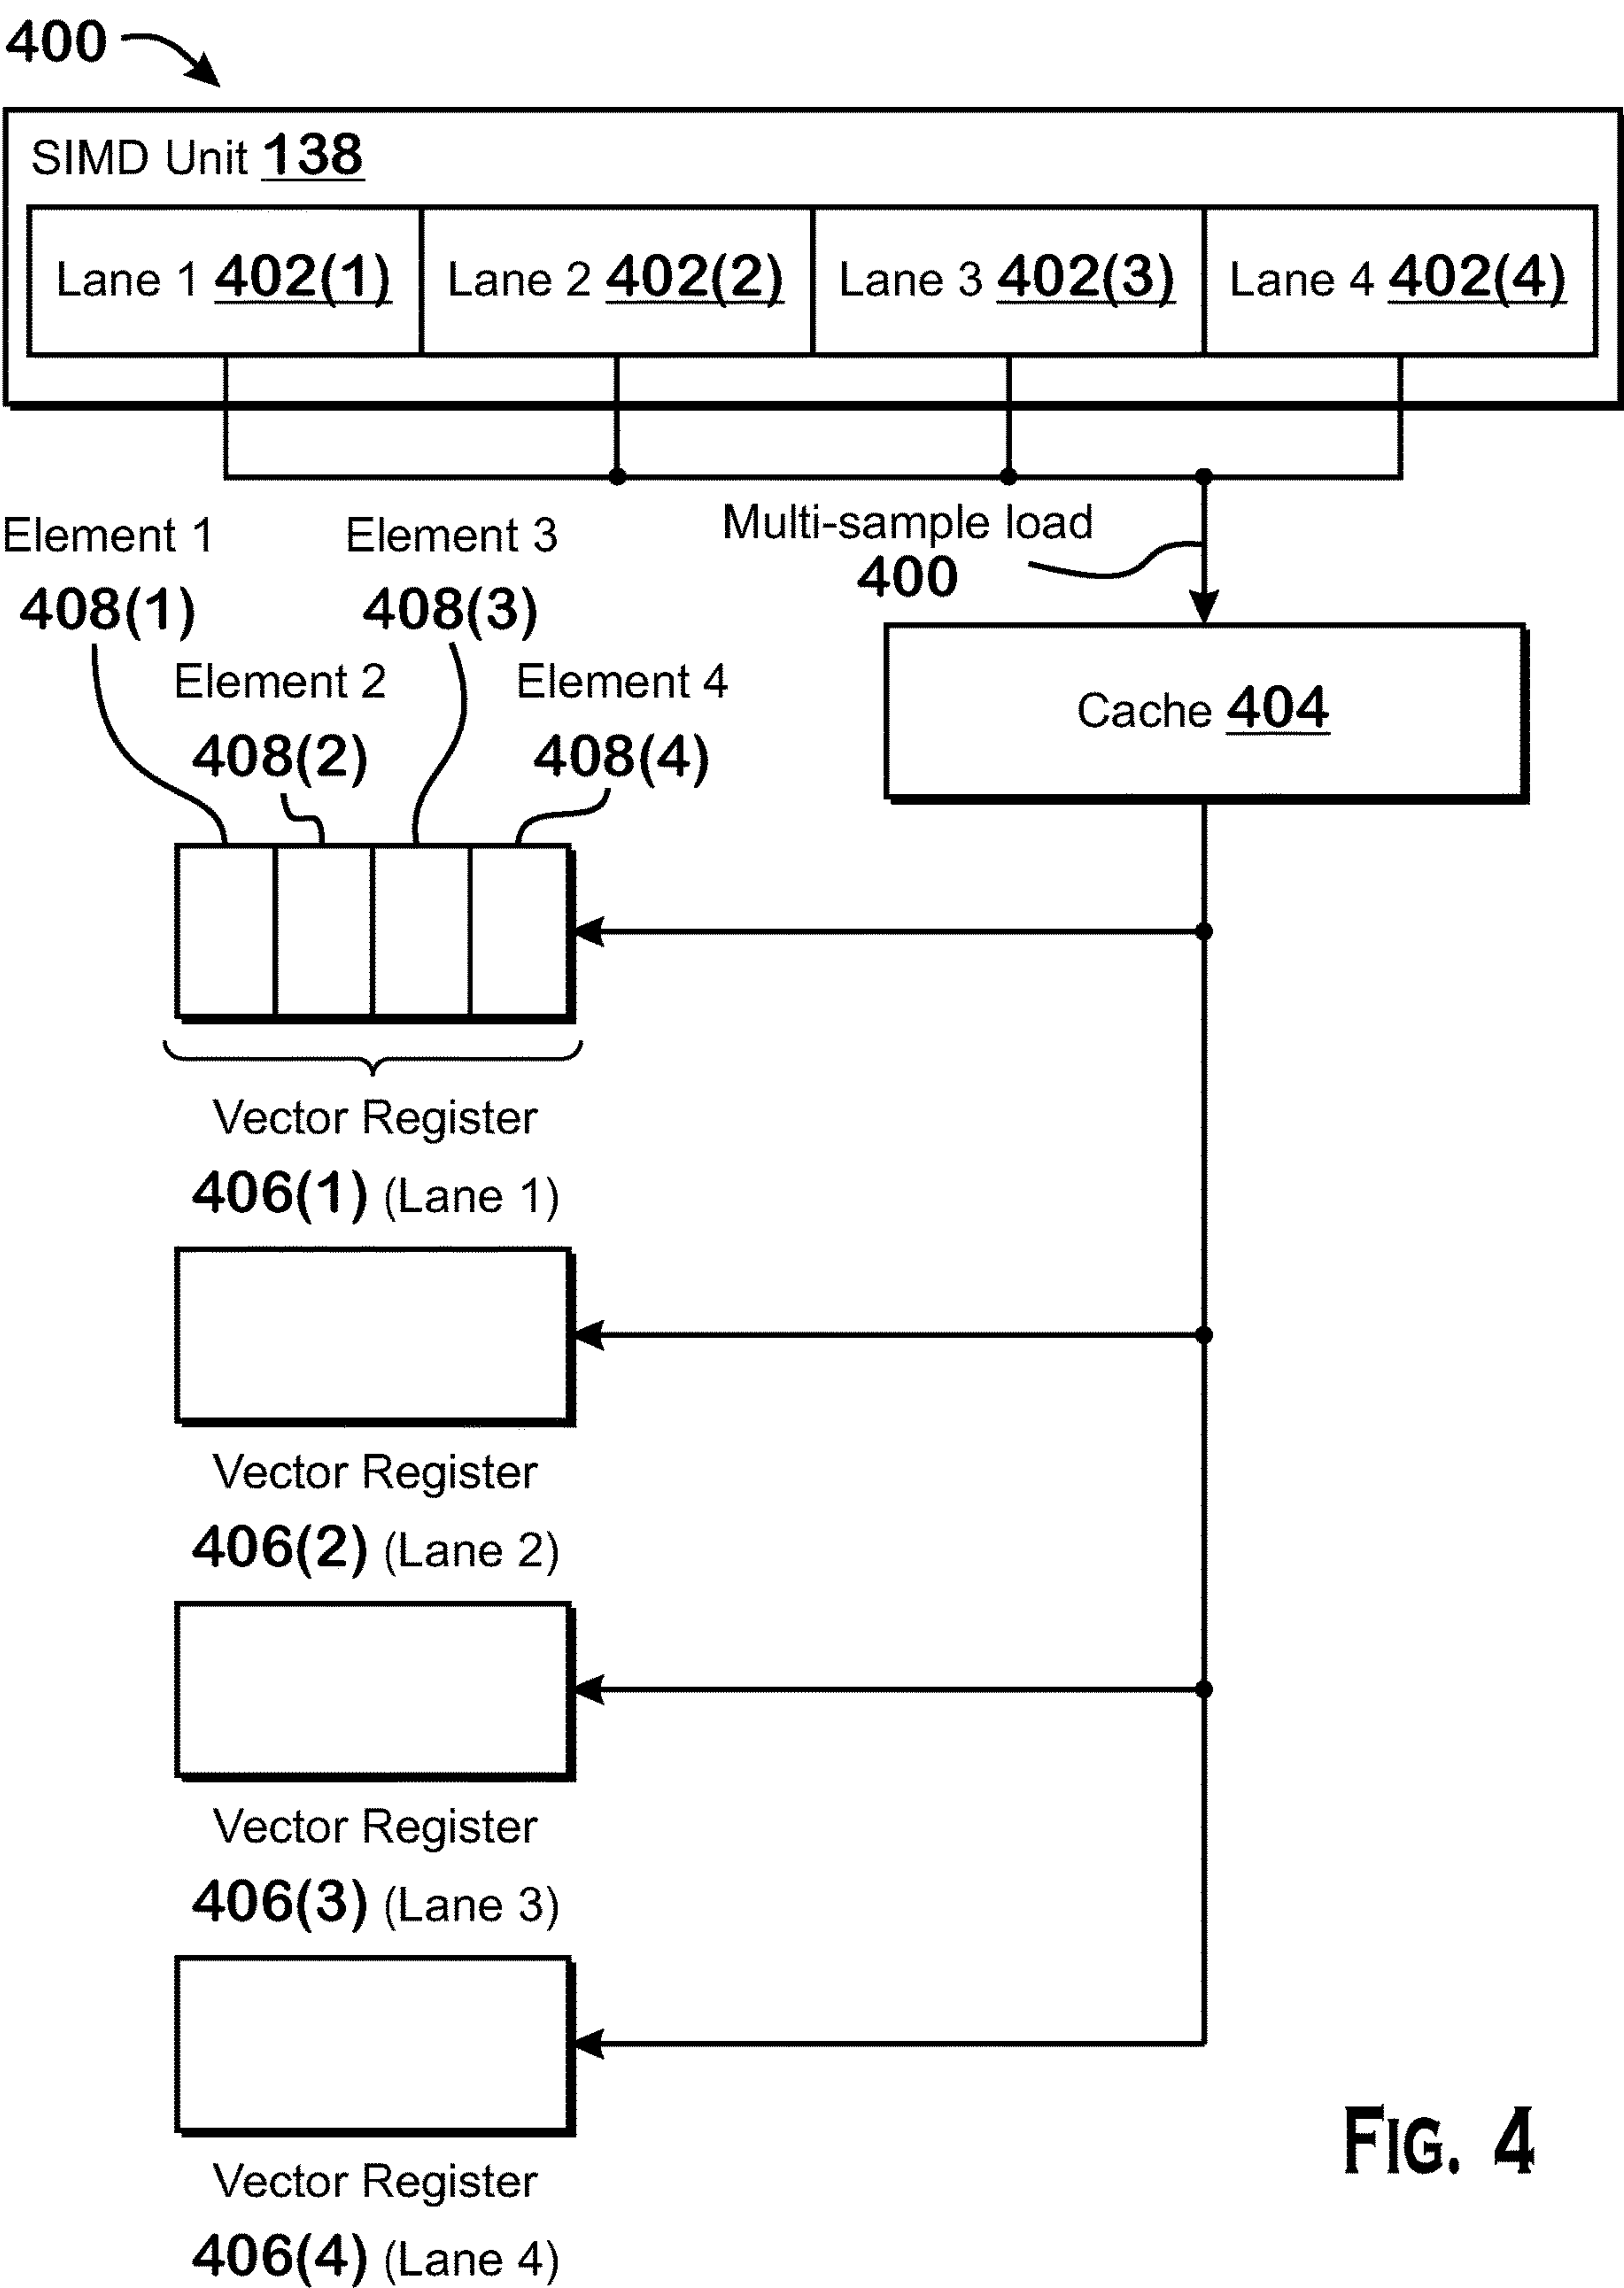 400
SIMD Unit 138
Lane 1 402(1)
Lane 2 402(2)
Lane 3 402(3)
Lane 4 402(4)
Multi-sample load
400
Element 1
408(1)
Element 3
408(3)
Element 2
408(2)
Element 4
408(4)
Cache 404
Vector Register
406(1) (Lane 1)
Vector Register
406(2) (Lane 2)
Vector Register
406(3) (Lane 3)
Vector Register
406(4) (Lane 4)
FIG. 4